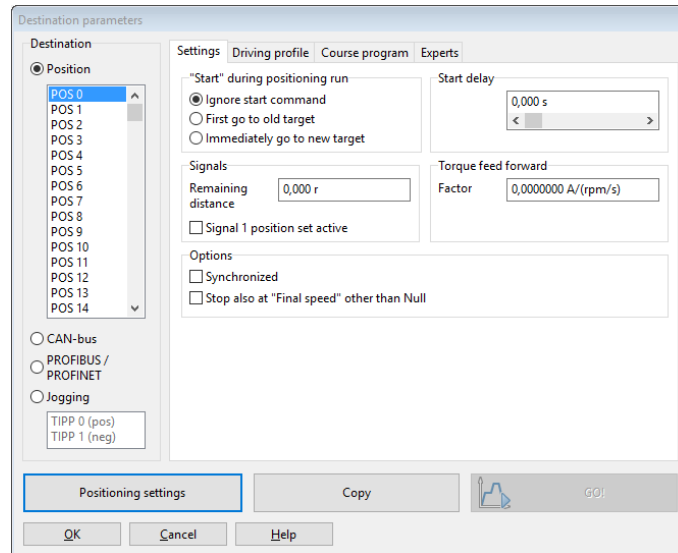 Destination parameters
Destination
Position
POS 0
POS 1
POS 2
POS 3
POS 4
POS 5
POS 6
POS 7
POS 8
POS 9
POS 10
POS 11
POS 12
POS 13
POS 14
CAN-bus
PROFIBUS /
PROFINET
Jogging
TIPP 0 (pos)
TIPP 1 (neg)
Settings Driving profile Course program Experts
"Start" during positioning run
Ignore start command
First go to old target
Immediately go to new target
Start delay
0,000 s
Signals
Remaining 0,000 r
distance
Signal 1 position set active
Torque feed forward
Factor 0,0000000 A/(rpm/s)
Options
Synchronized
Stop also at "Final speed" other than Null
Positioning settings Copy GO!
OK Cancel Help